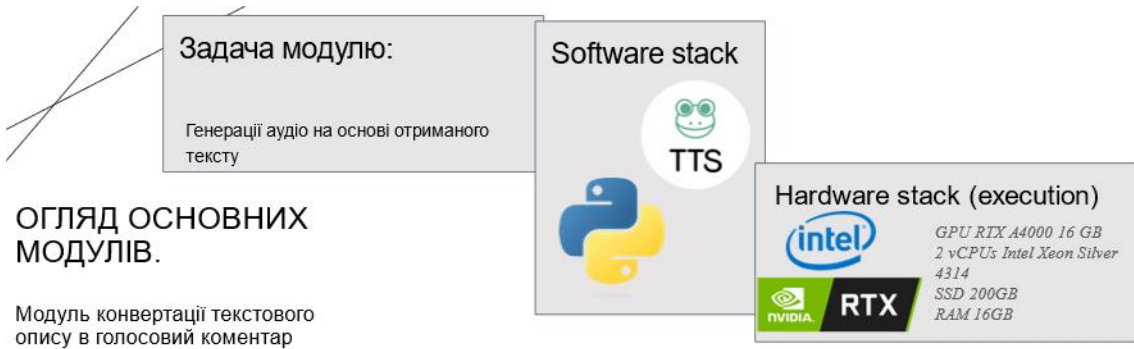 Задача модулю:
Генерації аудіо на основі отриманого
тексту
Software stack
TTS
Hardware stack (execution)
intel
GPU RTX A4000 16 GB
2 vCPUs Intel Xeon Silver
4314
SSD 200GB
RAM 16GB
NVIDIA.
RTX
ОГЛЯД ОСНОВНИХ
МОДУЛІВ.
Модуль конвертації текстового
опису в голосовий коментар